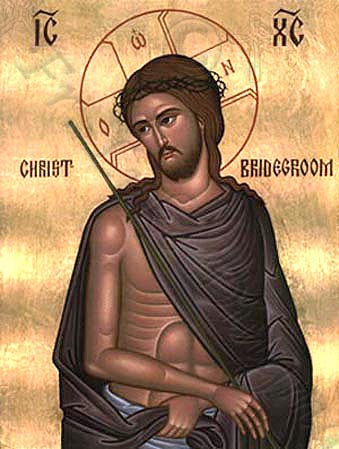 IC XC
Ὁ ὤ Ν
CHRIST BRIDEGROOM